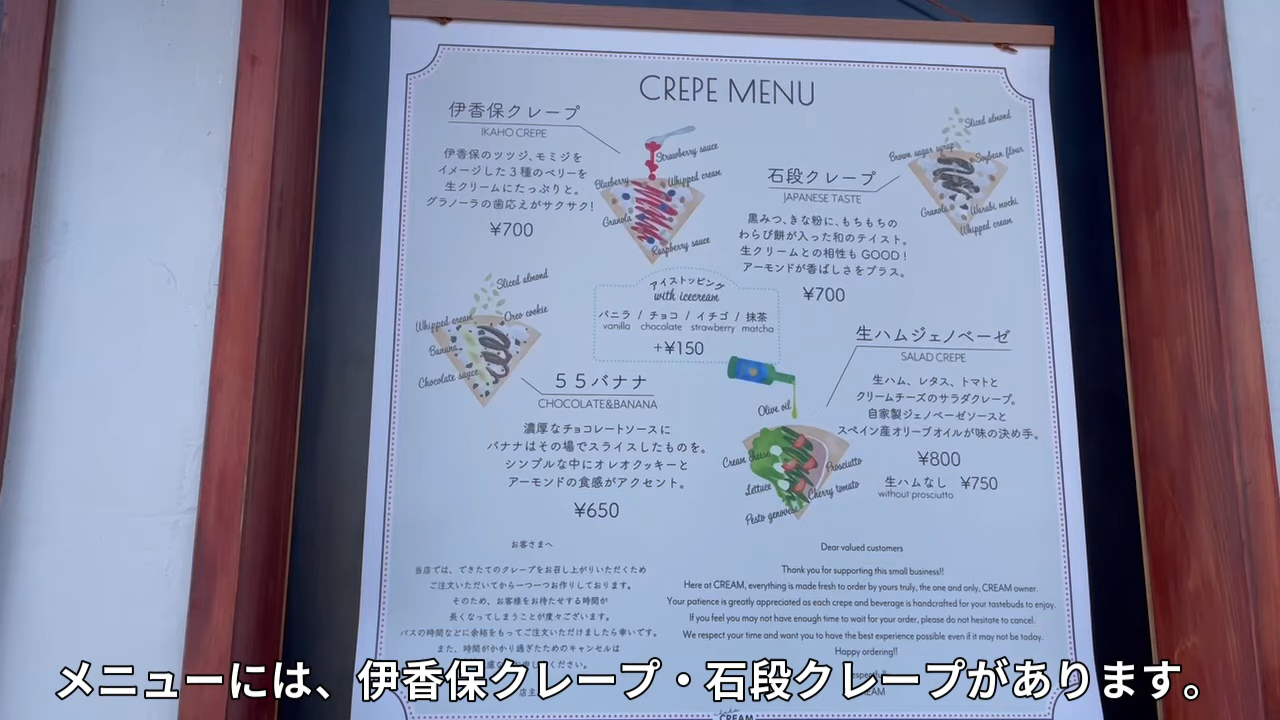 CREPE MENU
伊香保クレープ
IKAHO CREPE
伊香保のツツジ、モミジを
イメージした３種のベリーを
生クリームにたっぷりと。
グラノーラの歯応えがサクサク!
¥700
Strawberry sauce
Blueberry
Whipped cream
Granola
Raspberry sauce
石段クレープ
JAPANESE TASTE
黒みつ、きな粉に、もちもちの
わらび餅が入った和のテイスト。
生クリームとの相性も GOOD !
アーモンドが香ばしさをプラス。
¥700
Sliced almond
Brown sugar syrup
Soybean flour
Granola
Warabi mochi
Whipped cream
アイストッピング
with icecream
バニラ / チョコ / イチゴ / 抹茶
vanilla chocolate strawberry matcha
+¥150
Sliced almond
Whipped cream
Oreo cookie
Banana
Chocolate sauce
５５バナナ
CHOCOLATE&BANANA
濃厚なチョコレートソースに
バナナはその場でスライスしたものを。
シンプルな中にオレオクッキーと
アーモンドの食感がアクセント。
¥650
生ハムジェノベーゼ
SALAD CREPE
生ハム、レタス、トマトと
クリームチーズのサラダクレープ。
自家製ジェノベーゼソースと
スペイン産オリーブオイルが味の決め手。
¥800
生ハムなし ¥750
without prosciutto
Olive oil
Cream cheese
Prosciutto
Lettuce
Cherry tomato
Pesto genovese
お客さまへ
当店では、できたてのクレープをお召し上がりいただくため
ご注文いただいてから一つ一つお作りしております。
そのため、お客様をお待たせする時間が
長くなってしまうことが度々ございます。
バスの時間などに余裕をもってご注文いただけましたら幸いです。
また、時間がかかり過ぎたためのキャンセルは
ください。
店主
Dear valued customers
Thank you for supporting this small business!!
Here at CREAM, everything is made fresh to order by yours truly, the one and only, CREAM owner.
Your patience is greatly appreciated as each crepe and beverage is handcrafted for your tastebuds to enjoy.
If you feel you may not have enough time to wait for your order, please do not hesitate to cancel.
We respect your time and want you to have the best experience possible even if it may not be today.
Happy ordering!!
CREAM
メニューには、伊香保クレープ・石段クレープがあります。